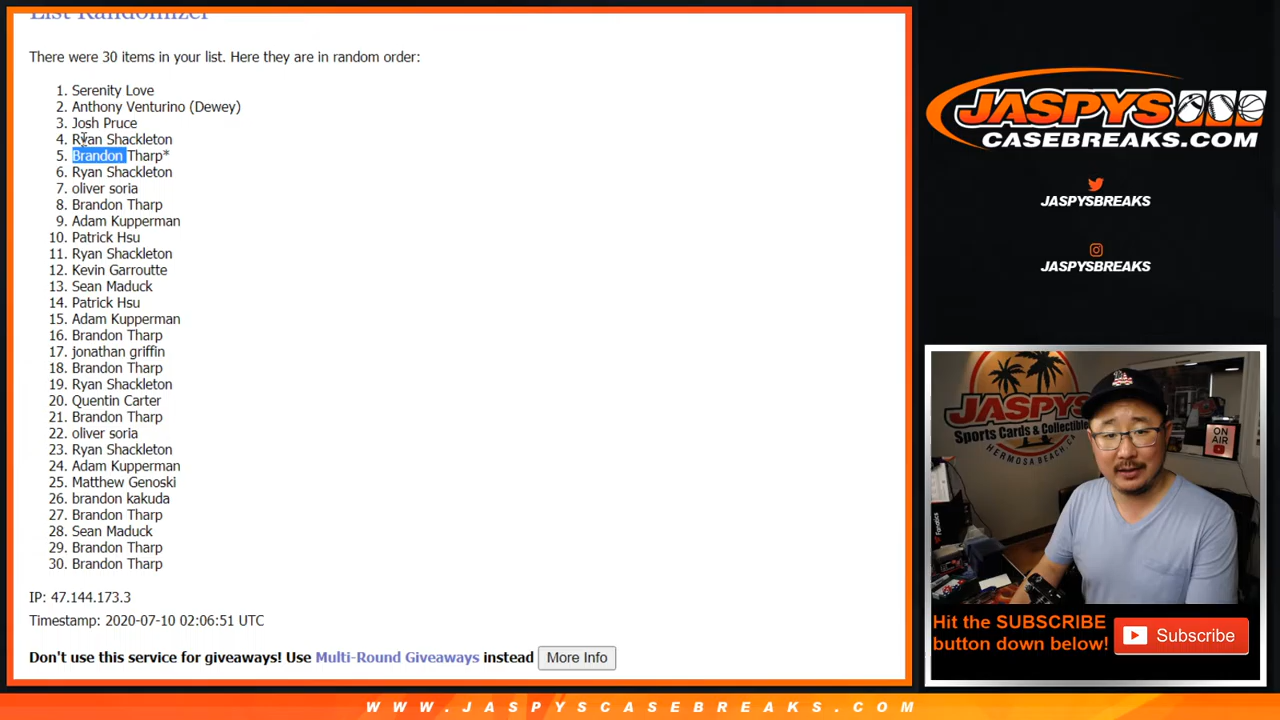 List Randomizer
There were 30 items in your list. Here they are in random order:
1. Serenity Love
2. Anthony Venturino (Dewey)
3. Josh Pruce
4. Ryan Shackleton
5. Brandon Tharp*
6. Ryan Shackleton
7. oliver soria
8. Brandon Tharp
9. Adam Kupperman
10. Patrick Hsu
11. Ryan Shackleton
12. Kevin Garroutte
13. Sean Maduck
14. Patrick Hsu
15. Adam Kupperman
16. Brandon Tharp
17. jonathan griffin
18. Brandon Tharp
19. Ryan Shackleton
20. Quentin Carter
21. Brandon Tharp
22. oliver soria
23. Ryan Shackleton
24. Adam Kupperman
25. Matthew Genoski
26. brandon kakuda
27. Brandon Tharp
28. Sean Maduck
29. Brandon Tharp
30. Brandon Tharp
IP: 47.144.173.3
Timestamp: 2020-07-10 02:06:51 UTC
Don't use this service for giveaways! Use Multi-Round Giveaways instead More Info
JASPYS
CASEBREAKS.COM
JASPYSBREAKS
JASPYSBREAKS
JASPYS
Sports Cards & Collectibles
HERMOSA BEACH, CA
ON
AIR
Fanatics
Hit the SUBSCRIBE
button down below!
Subscribe
WWW.JASPYSCASEBREAKS.COM